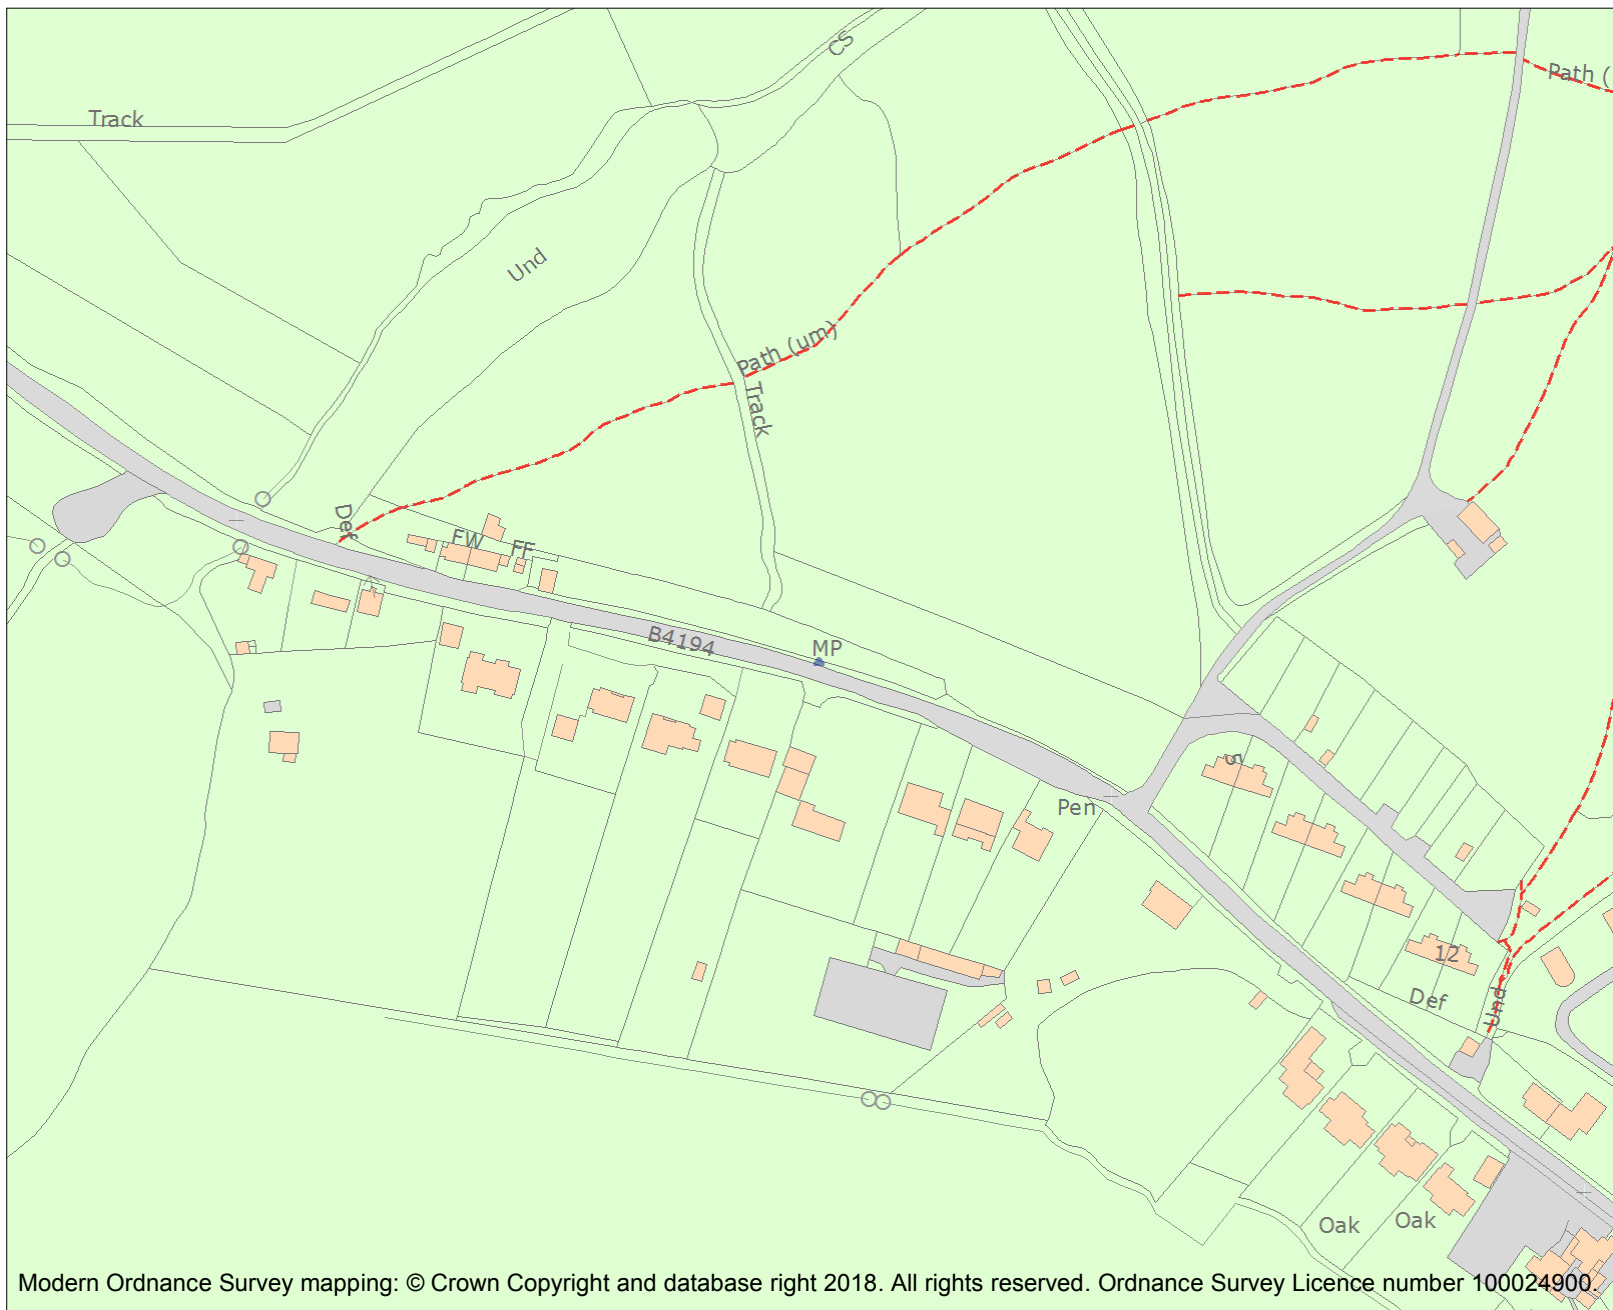 CS
Path (
Track
Und
Path (um)
Track
Def
FW
FF
B4194
MP
5
Pen
12
Def
Und
Oak
Oak
Modern Ordnance Survey mapping: © Crown Copyright and database right 2018. All rights reserved. Ordnance Survey Licence number 100024900.